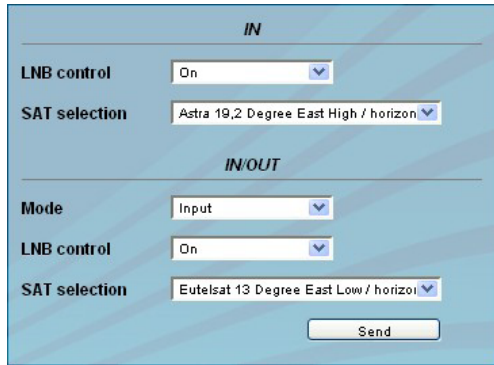 IN
LNB control On
SAT selection Astra 19,2 Degree East High / horizon
IN/OUT
Mode Input
LNB control On
SAT selection Eutelsat 13 Degree East Low / horizoi
Send